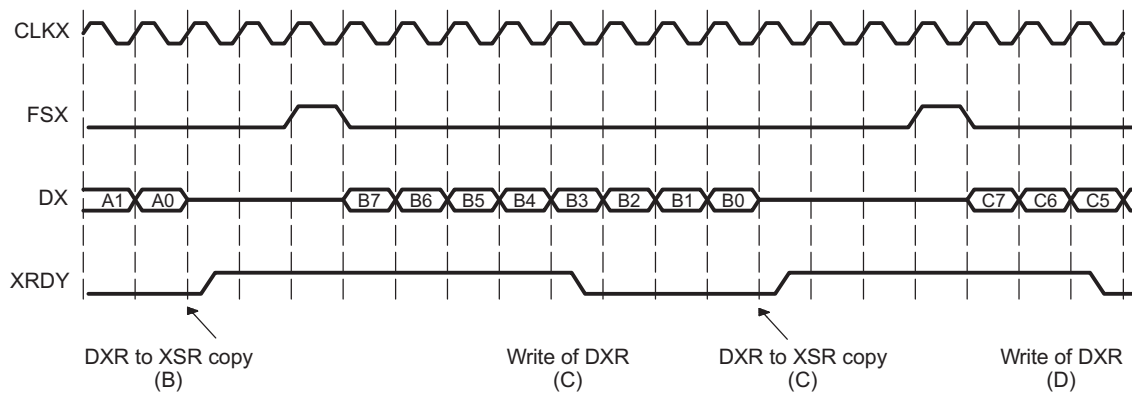 CLKX
FSX
DX A1 A0 B7 B6 B5 B4 B3 B2 B1 B0 C7 C6 C5
XRDY
DXR to XSR copy Write of DXR DXR to XSR copy Write of DXR
(B) (C) (C) (D)